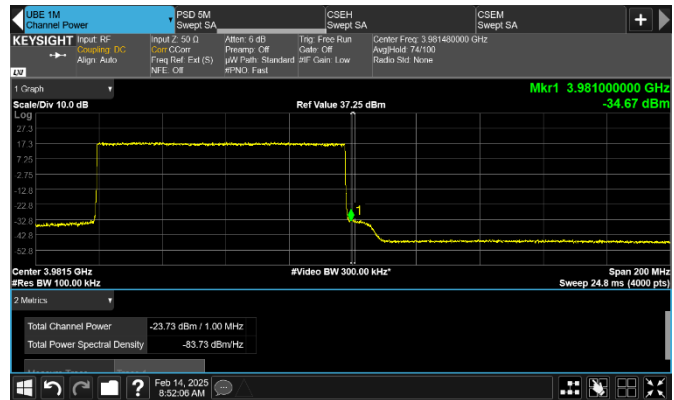 UBE 1M
Channel Power
PSD 5M
Swept SA
CSEH
Swept SA
CSEM
Swept SA
+
KEYSIGHT
Input: RF
Coupling: DC
Align: Auto
Input Z: 50 Ω
Corr CCorr
Freq Ref: Ext (S)
NFE: Off
Atten: 6 dB
Preamp: Off
µW Path: Standard
#PNO: Fast
Trig: Free Run
Gate: Off
#IF Gain: Low
Center Freq: 3.981480000 GHz
Avg|Hold: 74/100
Radio Std: None
LXI
1 Graph
Mkr1 3.981000000 GHz
Scale/Div 10.0 dB
Ref Value 37.25 dBm
-34.67 dBm
Log
27.3
17.3
7.25
-2.75
-12.8
-22.8
-32.8
-42.8
-52.8
1
Center 3.9815 GHz
#Video BW 300.00 kHz*
Span 200 MHz
#Res BW 100.00 kHz
Sweep 24.8 ms (4000 pts)
2 Metrics
Total Channel Power -23.73 dBm / 1.00 MHz
Total Power Spectral Density -83.73 dBm/Hz
?
Feb 14, 2025
8:52:06 AM